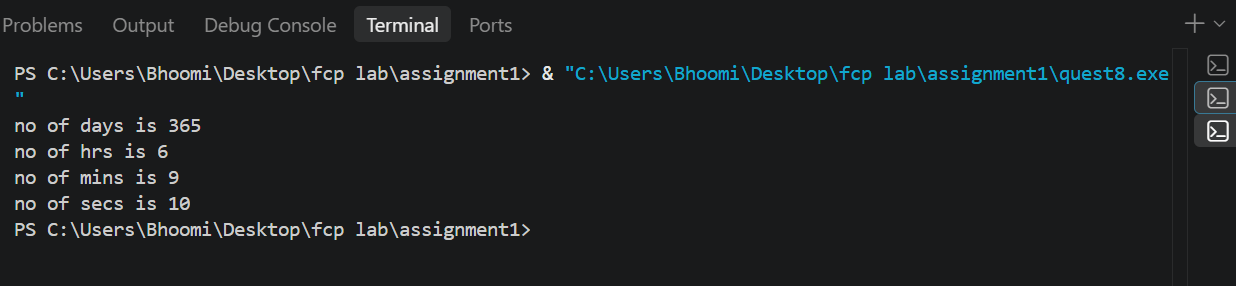 Problems Output Debug Console Terminal Ports
PS C:\Users\Bhoomi\Desktop\fcp lab\assignment1> & "C:\Users\Bhoomi\Desktop\fcp lab\assignment1\quest8.exe
"
no of days is 365
no of hrs is 6
no of mins is 9
no of secs is 10
PS C:\Users\Bhoomi\Desktop\fcp lab\assignment1>